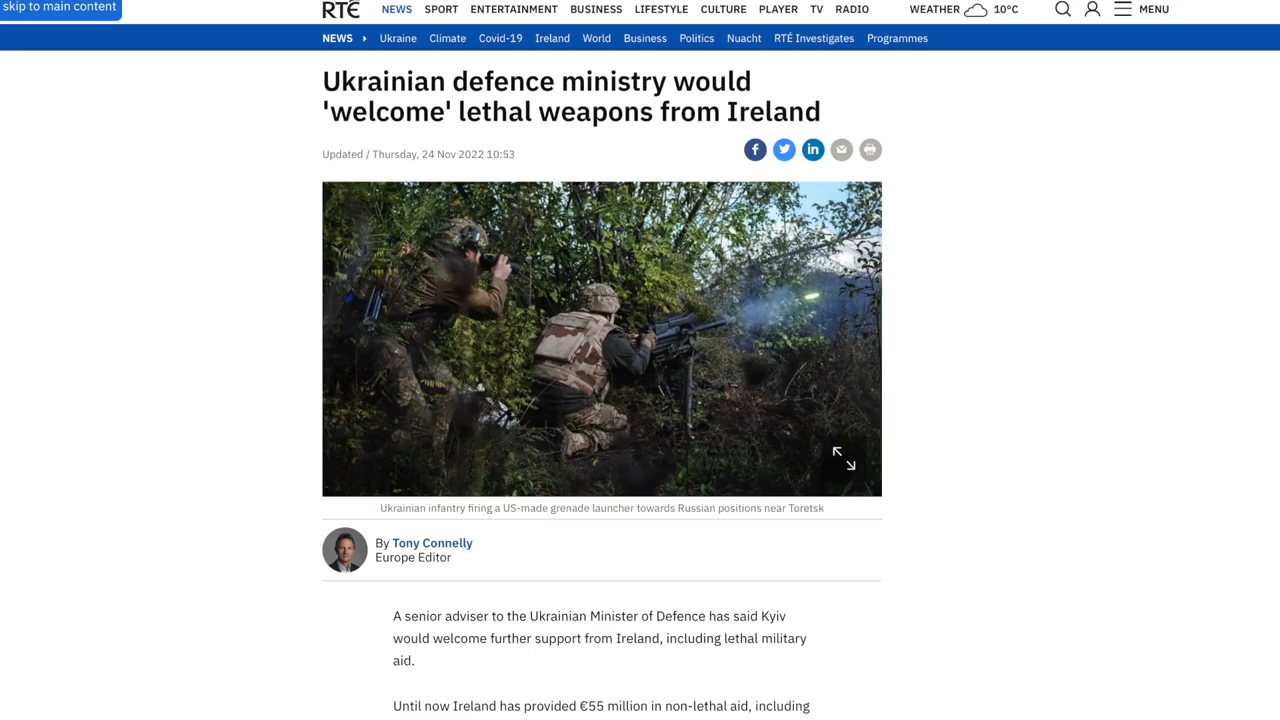 skip to main content
RTÉ NEWS SPORT ENTERTAINMENT BUSINESS LIFESTYLE CULTURE PLAYER TV RADIO WEATHER 10°C MENU
NEWS Ukraine Climate Covid-19 Ireland World Business Politics Nuacht RTÉ Investigates Programmes
Ukrainian defence ministry would
'welcome' lethal weapons from Ireland
Updated / Thursday, 24 Nov 2022 10:53
f in
Ukrainian infantry firing a US-made grenade launcher towards Russian positions near Toretsk
By Tony Connelly
Europe Editor
A senior adviser to the Ukrainian Minister of Defence has said Kyiv
would welcome further support from Ireland, including lethal military
aid.
Until now Ireland has provided €55 million in non-lethal aid, including